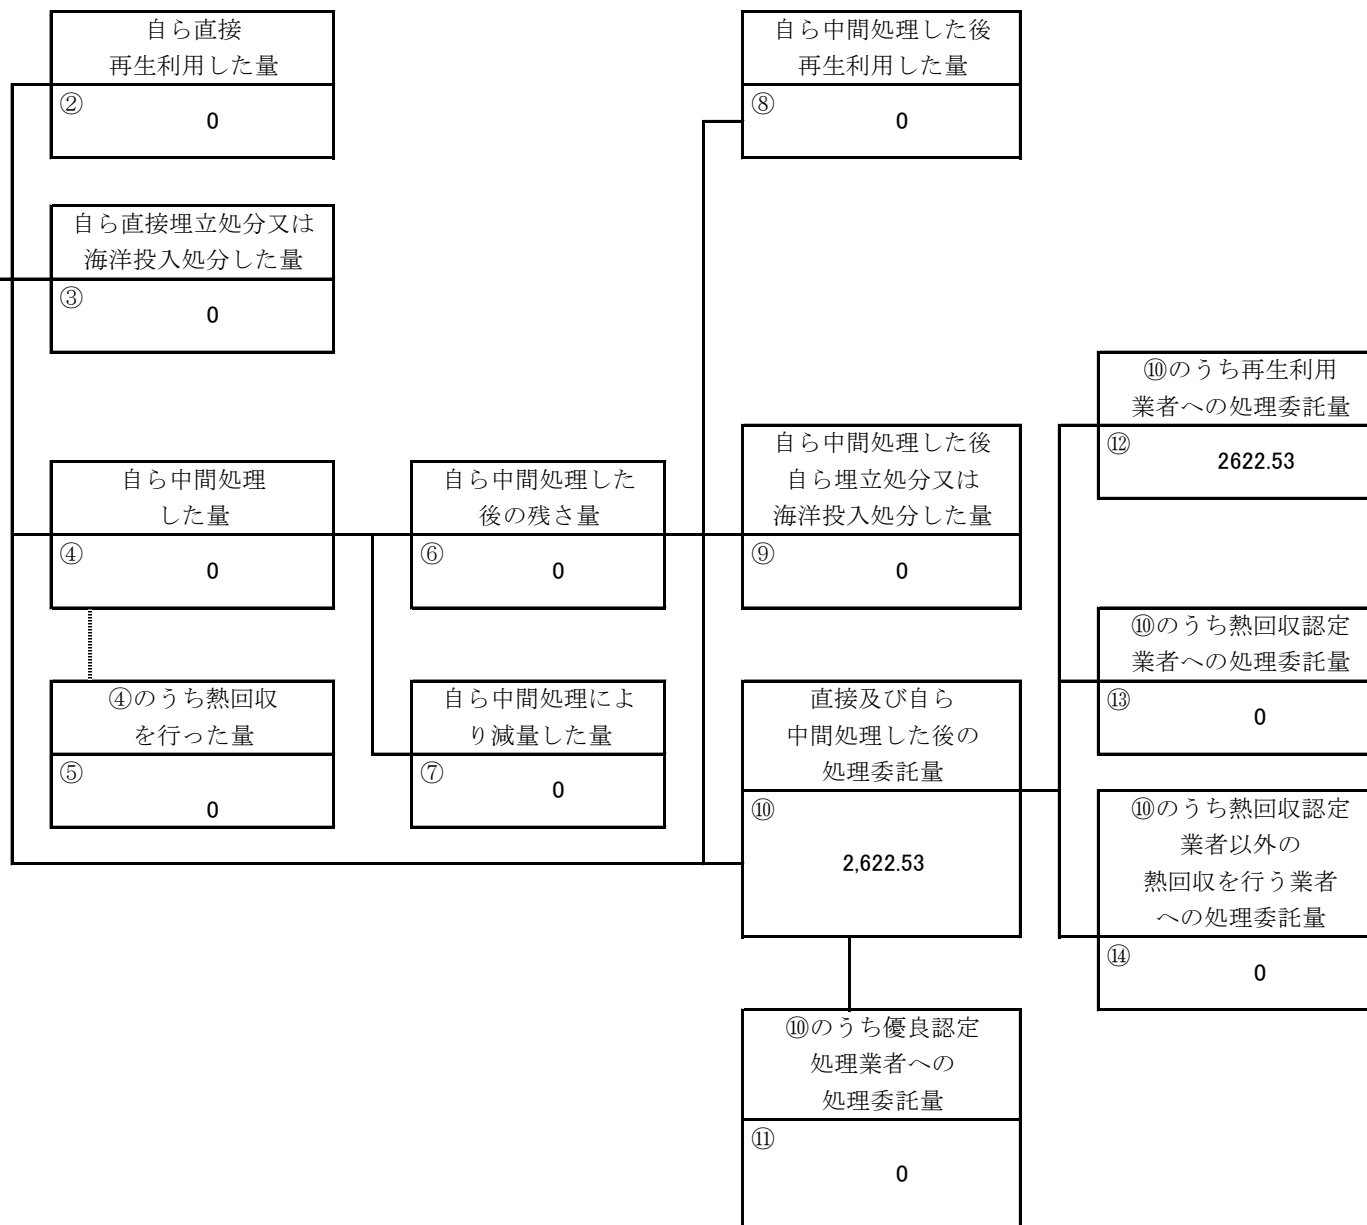 自ら直接
再生利用した量
②
0
自ら中間処理した後
再生利用した量
⑧
0
自ら直接埋立処分又は
海洋投入処分した量
③
0
⑩のうち再生利用
業者への処理委託量
⑫
2622.53
自ら中間処理
した量
④
0
自ら中間処理した
後の残さ量
⑥
0
自ら中間処理した後
自ら埋立処分又は
海洋投入処分した量
⑨
0
⑩のうち熱回収認定
業者への処理委託量
⑬
0
④のうち熱回収
を行った量
⑤
0
自ら中間処理によ
り減量した量
⑦
0
直接及び自ら
中間処理した後の
処理委託量
⑩
2,622.53
⑩のうち熱回収認定
業者以外の
熱回収を行う業者
への処理委託量
⑭
0
⑩のうち優良認定
処理業者への
処理委託量
⑪
0